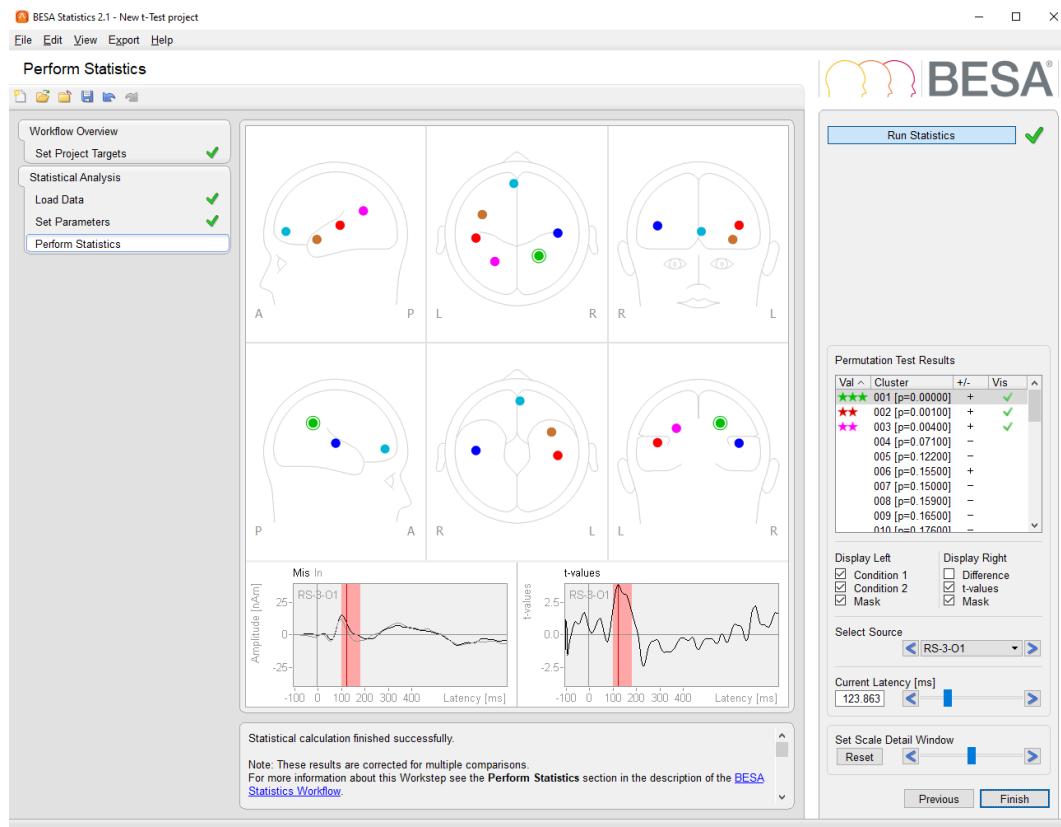 BESA Statistics 2.1 - New t-Test project
File Edit View Export Help
Perform Statistics
BESA®
Workflow Overview
Set Project Targets
Statistical Analysis
Load Data
Set Parameters
Perform Statistics
A P L R R L
P A R L L R
Mis In
RS-3-O1
Amplitude [nAm]
25
0
-25
-100 0 100 200 300 400 Latency [ms]
t-values
RS-3-O1
t-values
2.5
0.0
-2.5
-100 0 100 200 300 400 Latency [ms]
Statistical calculation finished successfully.
Note: These results are corrected for multiple comparisons.
For more information about this Workstep see the Perform Statistics section in the description of the BESA
Statistics Workflow.
Run Statistics
Permutation Test Results
Val Cluster +/- Vis
001 [p=0.00000] +
002 [p=0.00100] +
003 [p=0.00400] +
004 [p=0.07100] –
005 [p=0.12200] –
006 [p=0.15500] +
007 [p=0.15000] –
008 [p=0.15900] –
009 [p=0.16500] –
010 [p=0.17600] –
Display Left Display Right
Condition 1 Difference
Condition 2 t-values
Mask Mask
Select Source
RS-3-O1
Current Latency [ms]
123.863
Set Scale Detail Window
Reset
Previous Finish